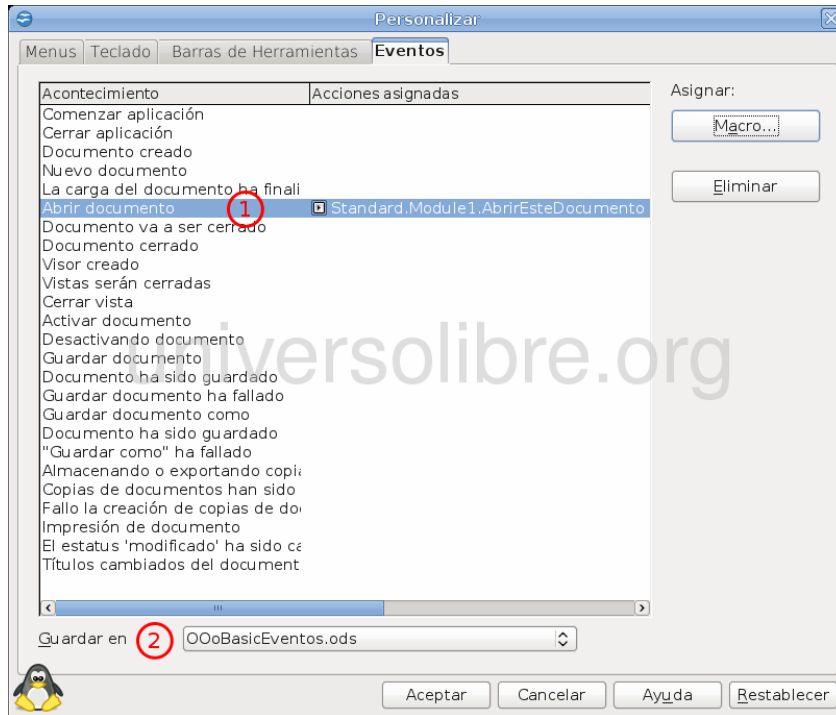 Personalizar
Menus Teclado Barras de Herramientas Eventos
Acontecimiento Acciones asignadas
Asignar:
Comenzar aplicación
Macro...
Cerrar aplicación
Documento creado
Nuevo documento
Eliminar
La carga del documento ha finali
Abrir documento 1 Standard.Module1.AbrirEsteDocumento
Documento va a ser cerrado
Documento cerrado
Visor creado
Vistas serán cerradas
Cerrar vista
Activar documento
Desactivando documento
universolibre.org
Guardar documento
Documento ha sido guardado
Guardar documento ha fallado
Guardar documento como
Documento ha sido guardado
"Guardar como" ha fallado
Almacenando o exportando copia
Copias de documentos han sido
Fallo la creación de copias de do
Impresión de documento
El estatus 'modificado' ha sido ca
Títulos cambiados del document
Guardar en 2 OOoBasicEventos.ods
Aceptar Cancelar Ayuda Restablecer